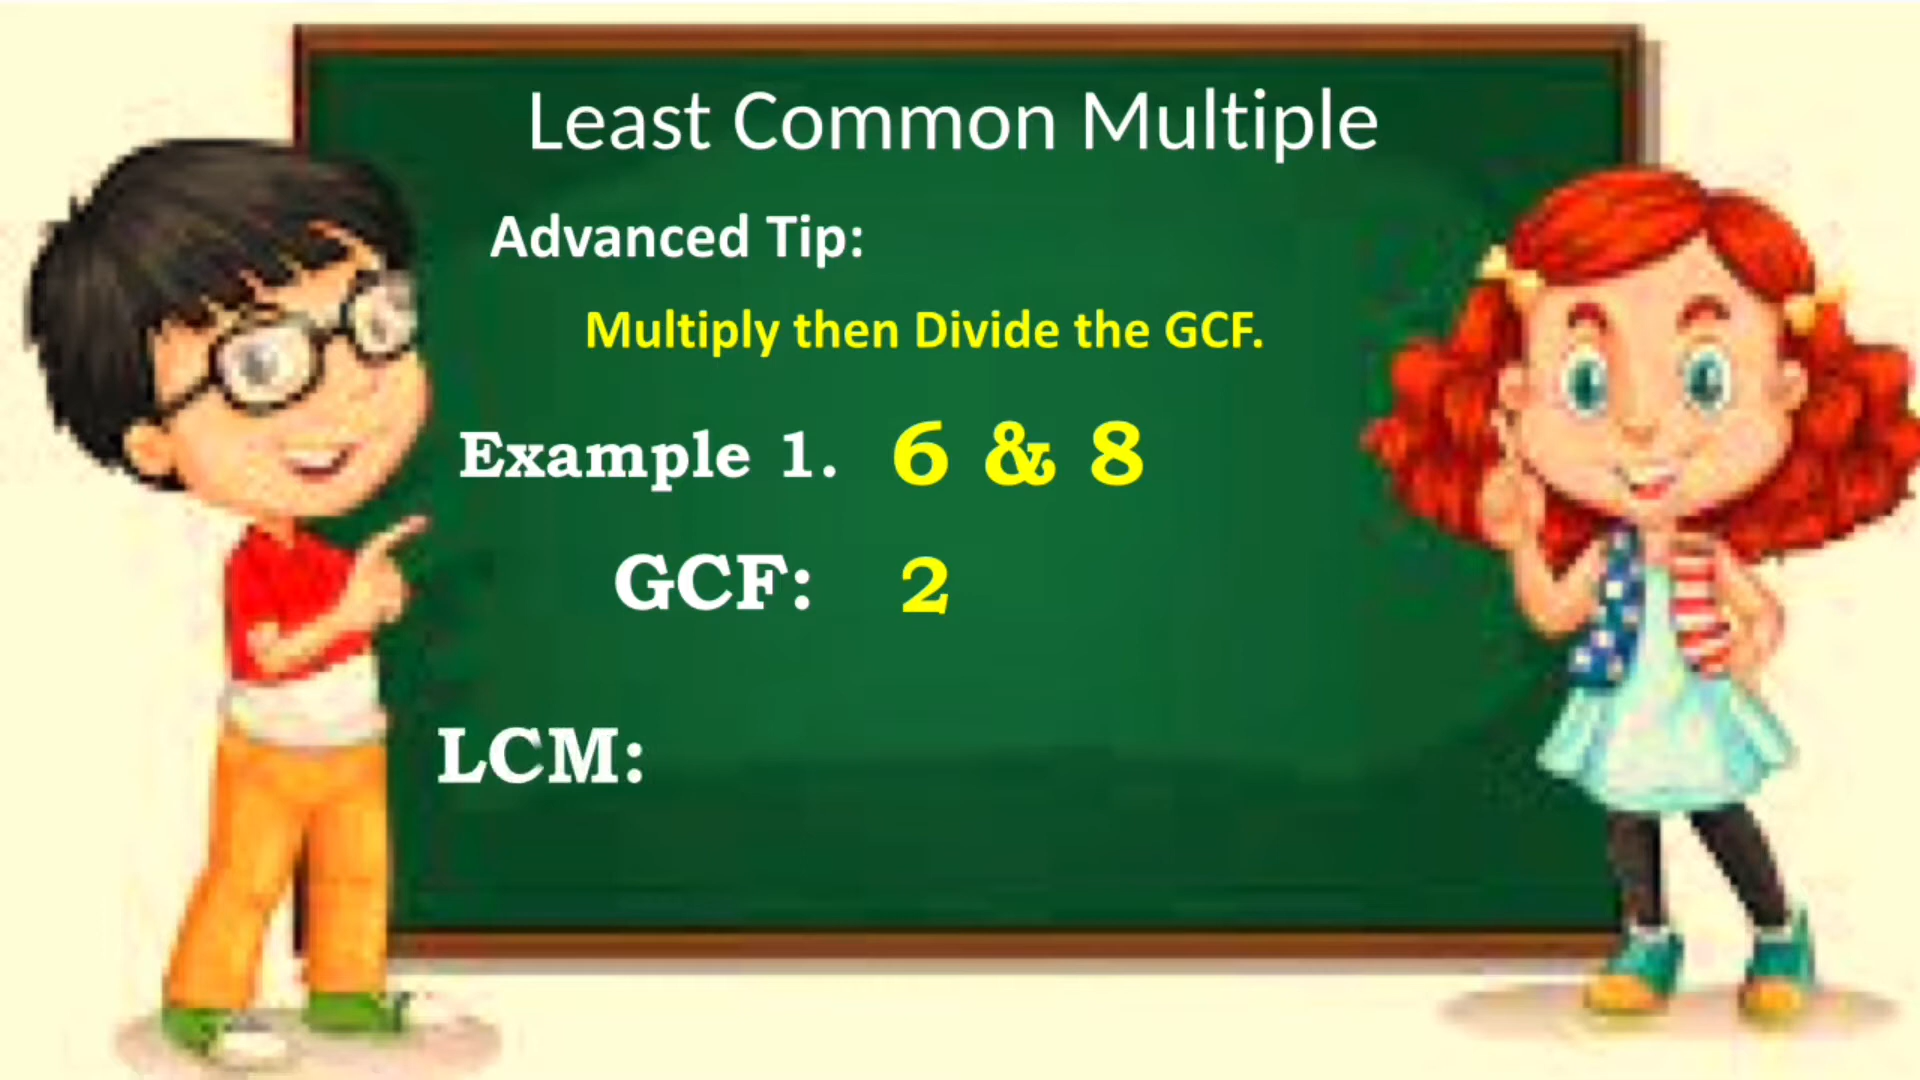 Least Common Multiple
Advanced Tip:
Multiply then Divide the GCF.
Example 1. 6 & 8
GCF: 2
LCM: